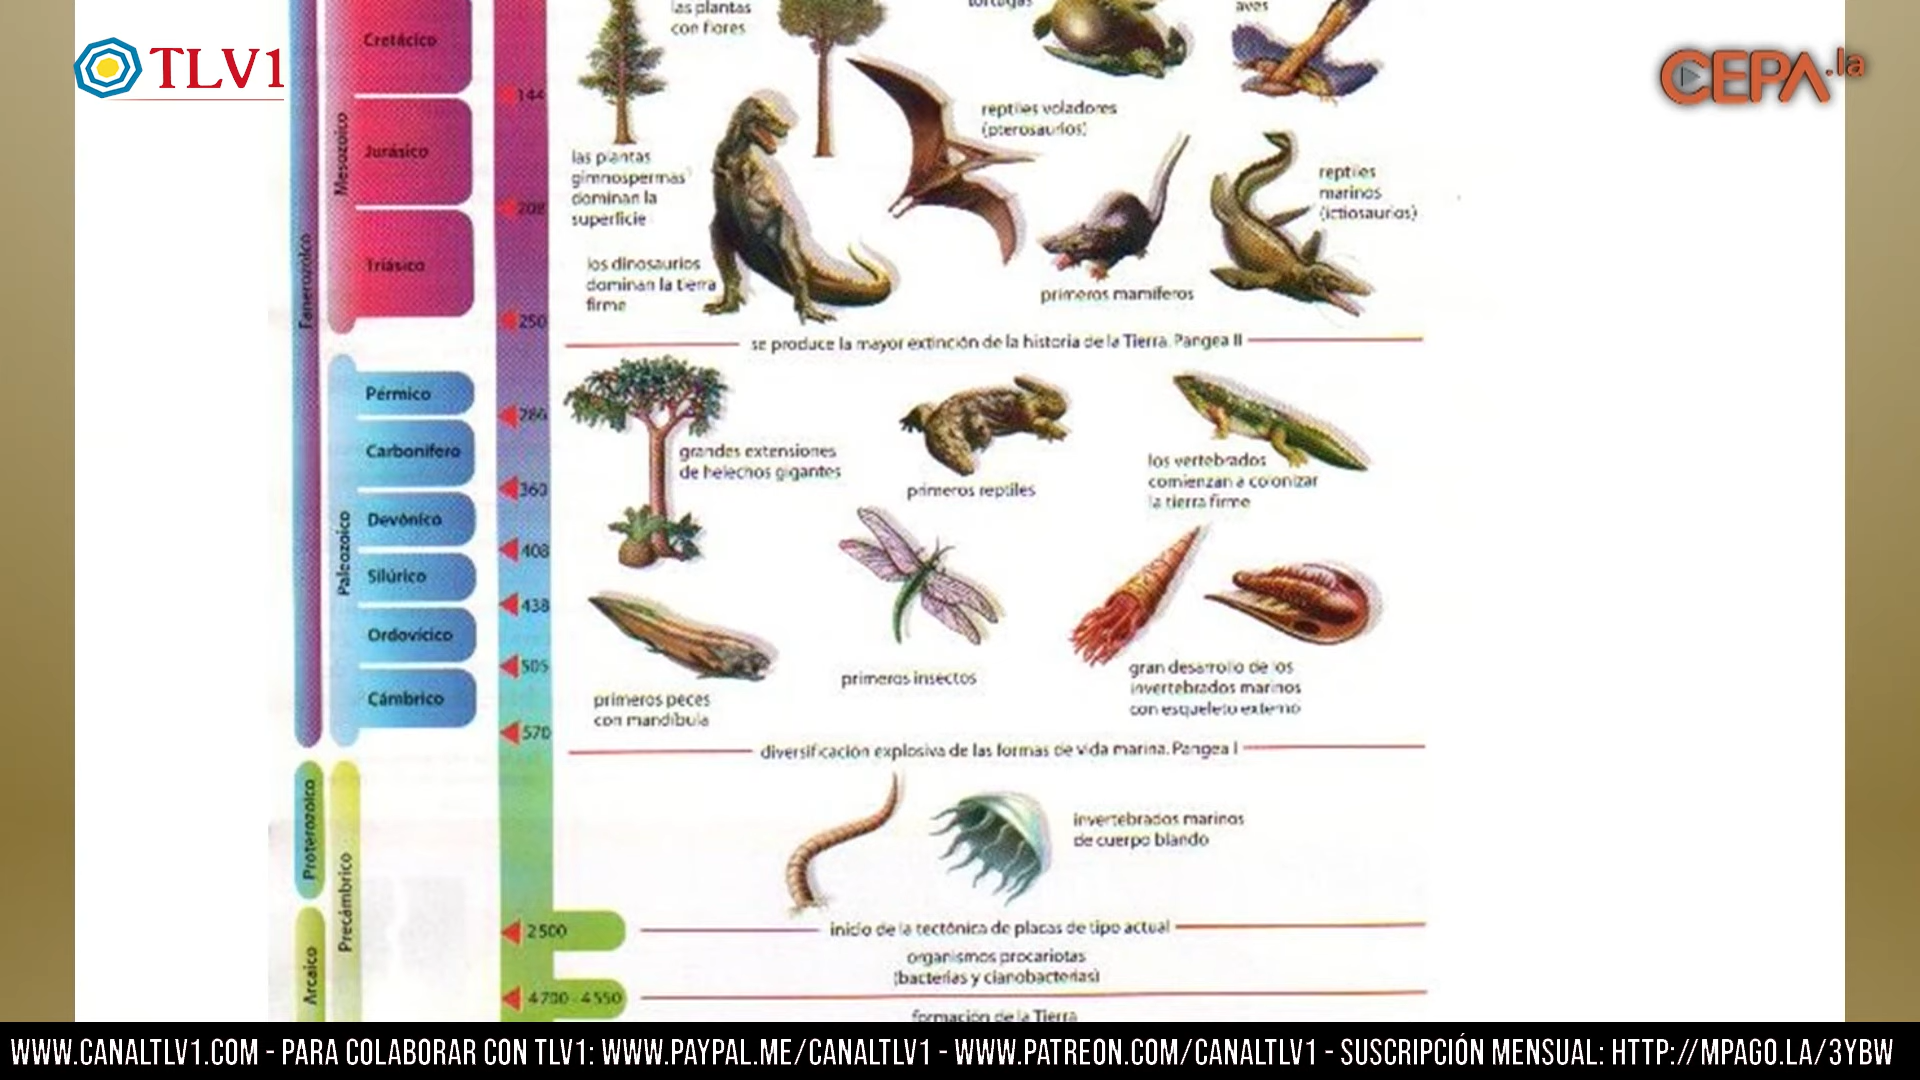 TLV1
CEPA.la
las plantas
con flores
tortugas
aves
Cretácico
144
reptiles voladores
(pterosaurios)
Mesozoico
Jurásico
las plantas
gimnospermas
dominan la
superficie
reptiles
marinos
(ictiosaurios)
208
Fanerozoico
Triásico
los dinosaurios
dominan la tierra
firme
primeros mamíferos
250
se produce la mayor extinción de la historia de la Tierra. Pangea II
Pérmico
286
Carbonífero
grandes extensiones
de helechos gigantes
primeros reptiles
los vertebrados
comienzan a colonizar
la tierra firme
360
Paleozoico
Devónico
408
Silúrico
438
Ordovícico
505
primeros insectos
gran desarrollo de los
invertebrados marinos
con esqueleto externo
Cámbrico
primeros peces
con mandíbula
570
diversificación explosiva de las formas de vida marina. Pangea I
Proterozoico
Precámbrico
invertebrados marinos
de cuerpo blando
2500
inicio de la tectónica de placas de tipo actual
Arcaico
organismos procariotas
(bacterias y cianobacterias)
4700 - 4550
formación de la Tierra
WWW.CANALTLV1.COM - PARA COLABORAR CON TLV1: WWW.PAYPAL.ME/CANALTLV1 - WWW.PATREON.COM/CANALTLV1 - SUSCRIPCIÓN MENSUAL: HTTP://MPAGO.LA/3YBW